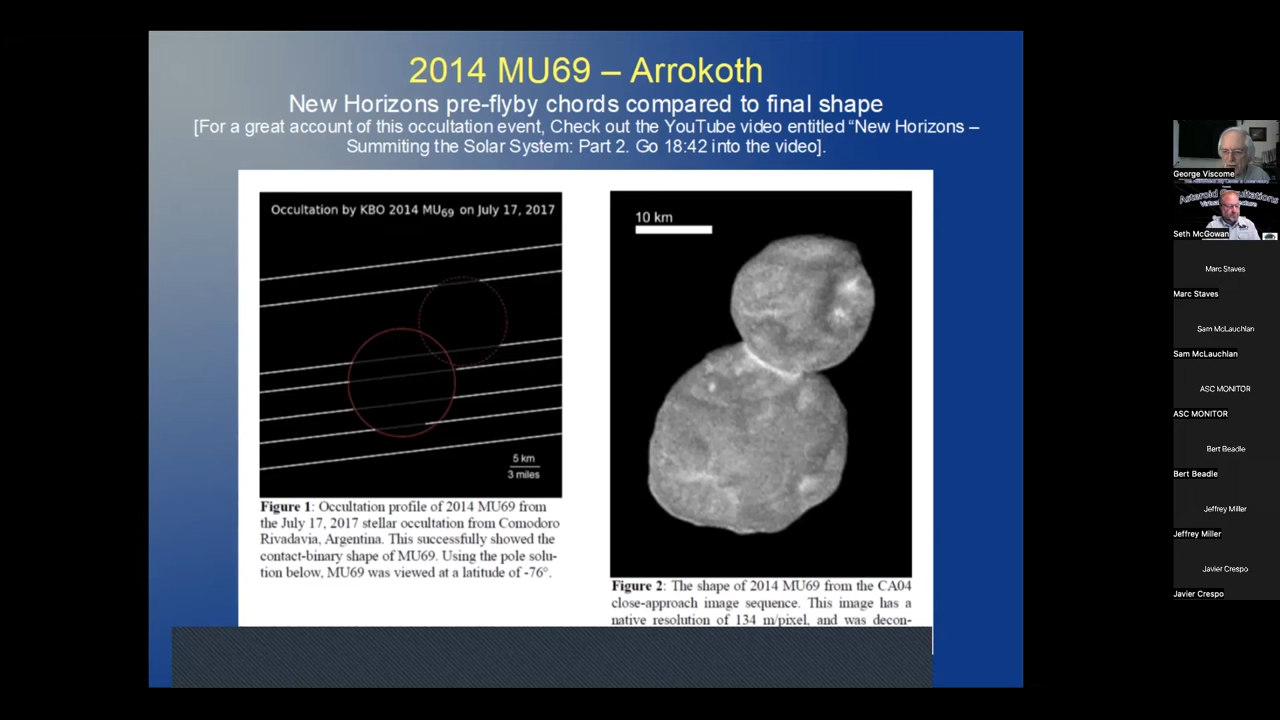 2014 MU69 – Arrokoth
New Horizons pre-flyby chords compared to final shape
[For a great account of this occultation event, Check out the YouTube video entitled “New Horizons –
Summiting the Solar System: Part 2. Go 18:42 into the video].
Occultation by KBO 2014 MU69 on July 17, 2017
5 km
3 miles
Figure 1: Occultation profile of 2014 MU69 from
the July 17, 2017 stellar occultation from Comodoro
Rivadavia, Argentina. This successfully showed the
contact-binary shape of MU69. Using the pole solu-
tion below, MU69 was viewed at a latitude of -76°.
10 km
Figure 2: The shape of 2014 MU69 from the CA04
close-approach image sequence. This image has a
native resolution of 134 m/pixel, and was decon-
George Viscome
Asteroid Occultations
Seth McGowan
Marc Staves
Marc Staves
Sam McLauchlan
Sam McLauchlan
ASC MONITOR
ASC MONITOR
Bert Beadle
Bert Beadle
Jeffrey Miller
Jeffrey Miller
Javier Crespo
Javier Crespo